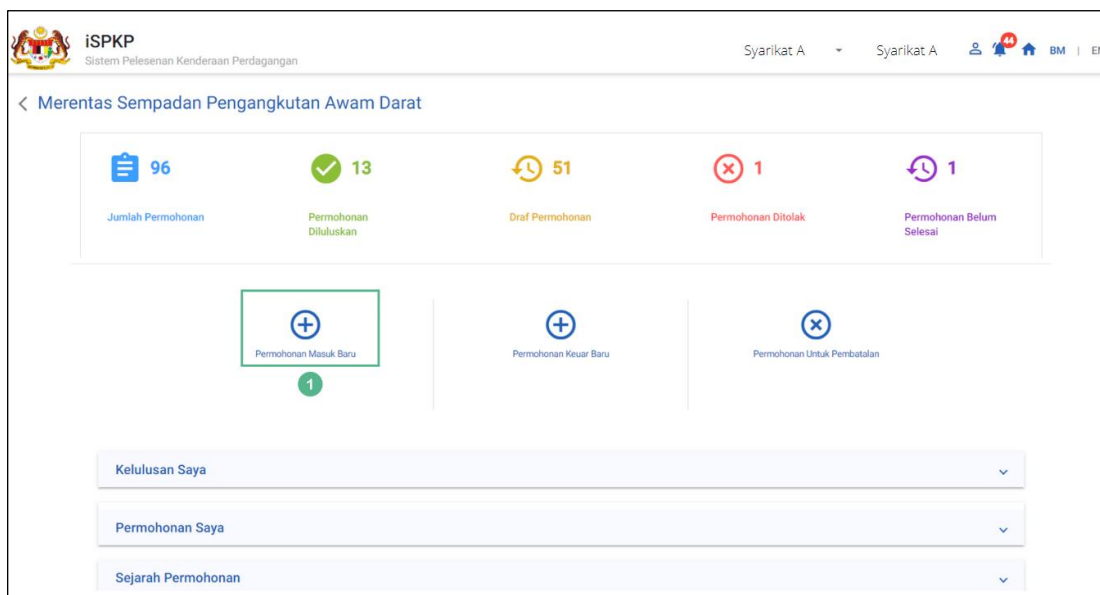 iSPKP
Sistem Pelesenan Kenderaan Perdagangan
Syarikat A
Syarikat A
44
BM | EN
< Merentas Sempadan Pengangkutan Awam Darat
96
13
51
1
1
Jumlah Permohonan
Permohonan
Diluluskan
Draf Permohonan
Permohonan Ditolak
Permohonan Belum
Selesai
Permohonan Masuk Baru
Permohonan Keuar Baru
Permohonan Untuk Pembatalan
1
Kelulusan Saya
Permohonan Saya
Sejarah Permohonan